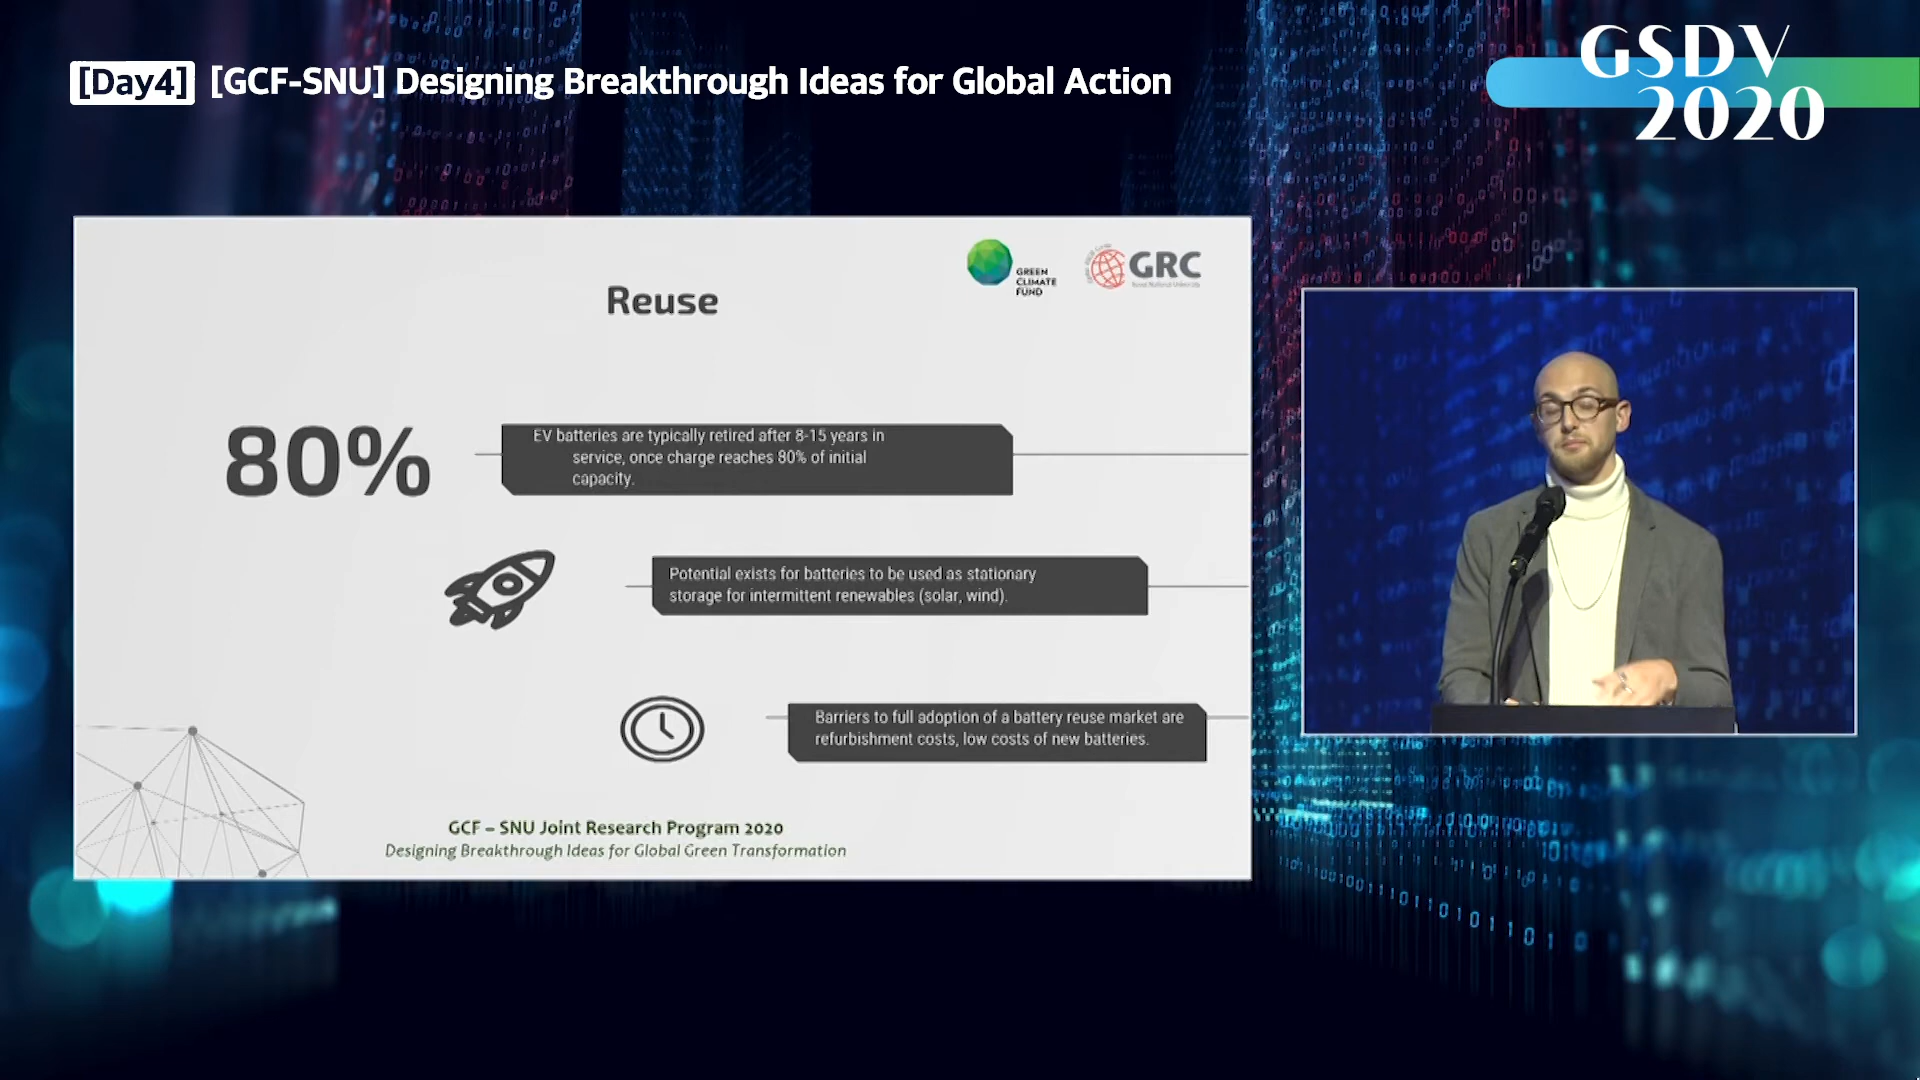 [Day4] [GCF-SNU] Designing Breakthrough Ideas for Global Action
GSDV
2020
GREEN
CLIMATE
FUND
GRC
Reuse
80%
EV batteries are typically retired after 8-15 years in
service, once charge reaches 80% of initial
capacity.
Potential exists for batteries to be used as stationary
storage for intermittent renewables (solar, wind).
Barriers to full adoption of a battery reuse market are
refurbishment costs, low costs of new batteries.
GCF – SNU Joint Research Program 2020
Designing Breakthrough Ideas for Global Green Transformation